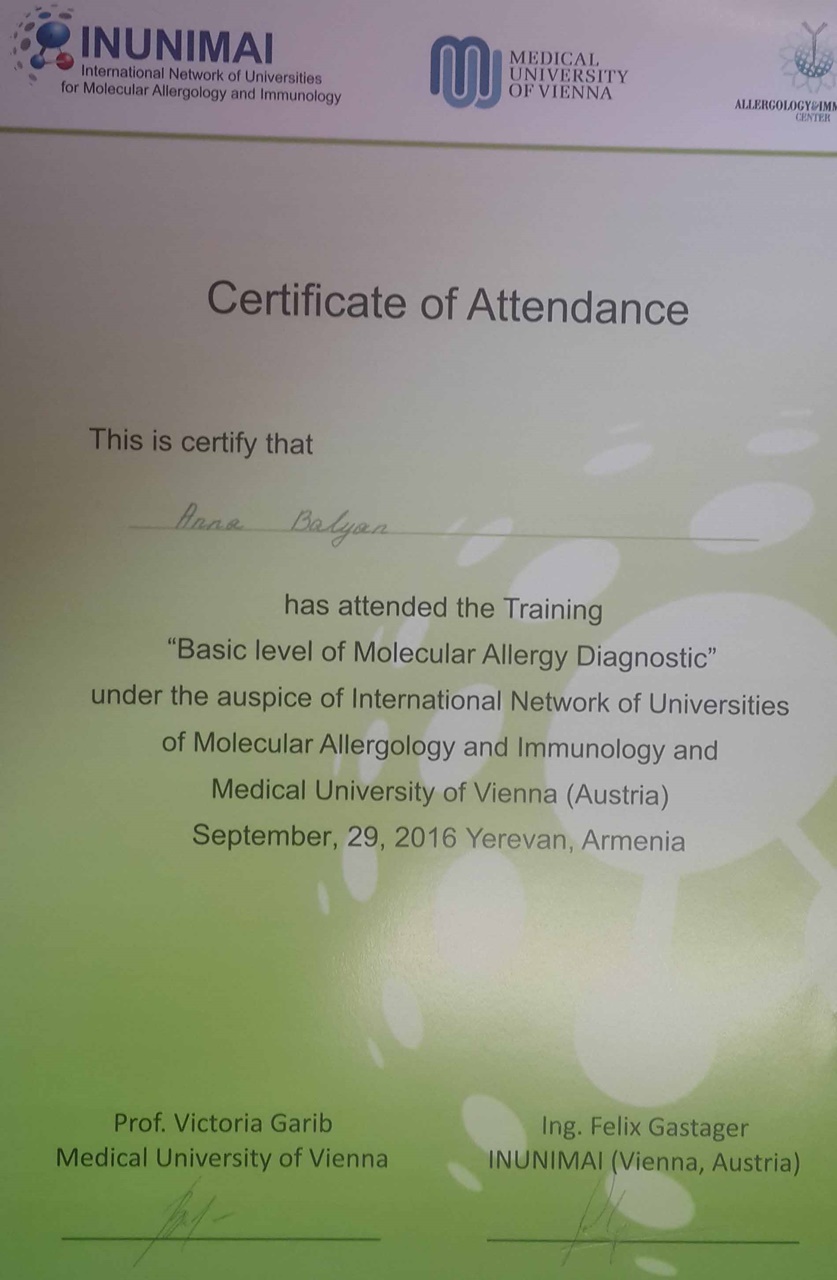 INUNIMAI
International Network of Universities
for Molecular Allergology and Immunology
MEDICAL
UNIVERSITY
OF VIENNA
ALLERGOLOGY&IMM
CENTER
Certificate of Attendance
This is certify that
Anna Balyan
has attended the Training
“Basic level of Molecular Allergy Diagnostic”
under the auspice of International Network of Universities
of Molecular Allergology and Immunology and
Medical University of Vienna (Austria)
September, 29, 2016 Yerevan, Armenia
Prof. Victoria Garib
Medical University of Vienna
Ing. Felix Gastager
INUNIMAI (Vienna, Austria)